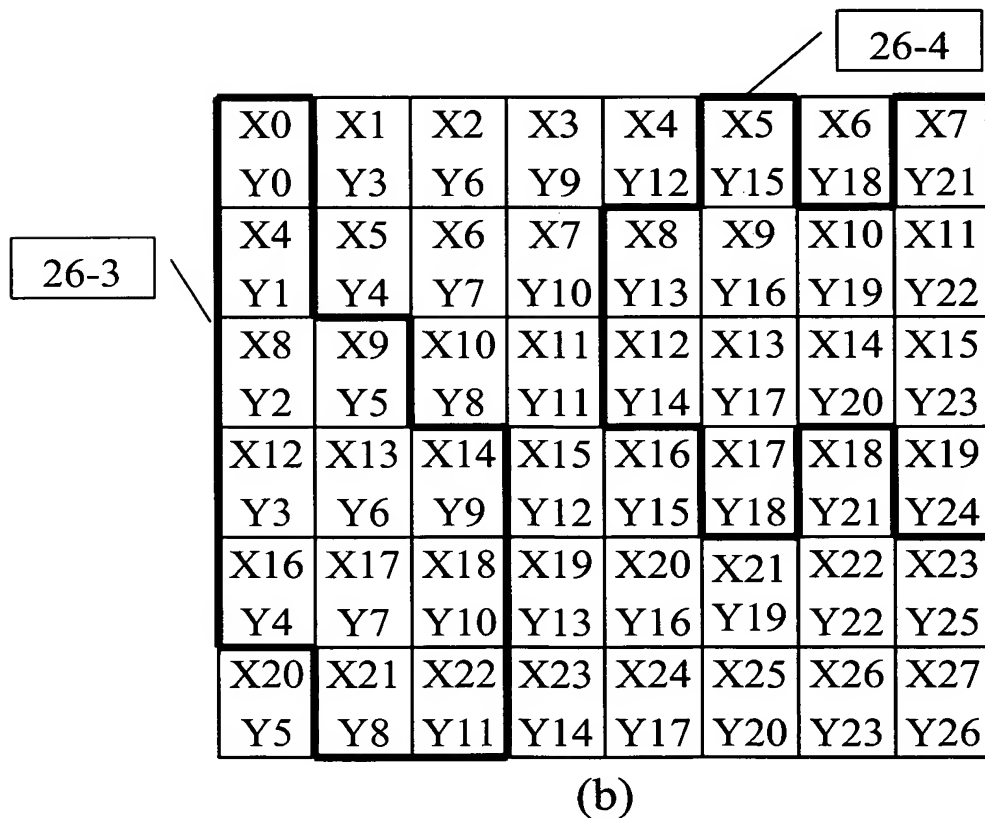 26-4
X0 X1 X2 X3 X4 X5 X6 X7
Y0 Y3 Y6 Y9 Y12 Y15 Y18 Y21
26-3
X4 X5 X6 X7 X8 X9 X10 X11
Y1 Y4 Y7 Y10 Y13 Y16 Y19 Y22
X8 X9 X10 X11 X12 X13 X14 X15
Y2 Y5 Y8 Y11 Y14 Y17 Y20 Y23
X12 X13 X14 X15 X16 X17 X18 X19
Y3 Y6 Y9 Y12 Y15 Y18 Y21 Y24
X16 X17 X18 X19 X20 X21 X22 X23
Y4 Y7 Y10 Y13 Y16 Y19 Y22 Y25
X20 X21 X22 X23 X24 X25 X26 X27
Y5 Y8 Y11 Y14 Y17 Y20 Y23 Y26
(b)